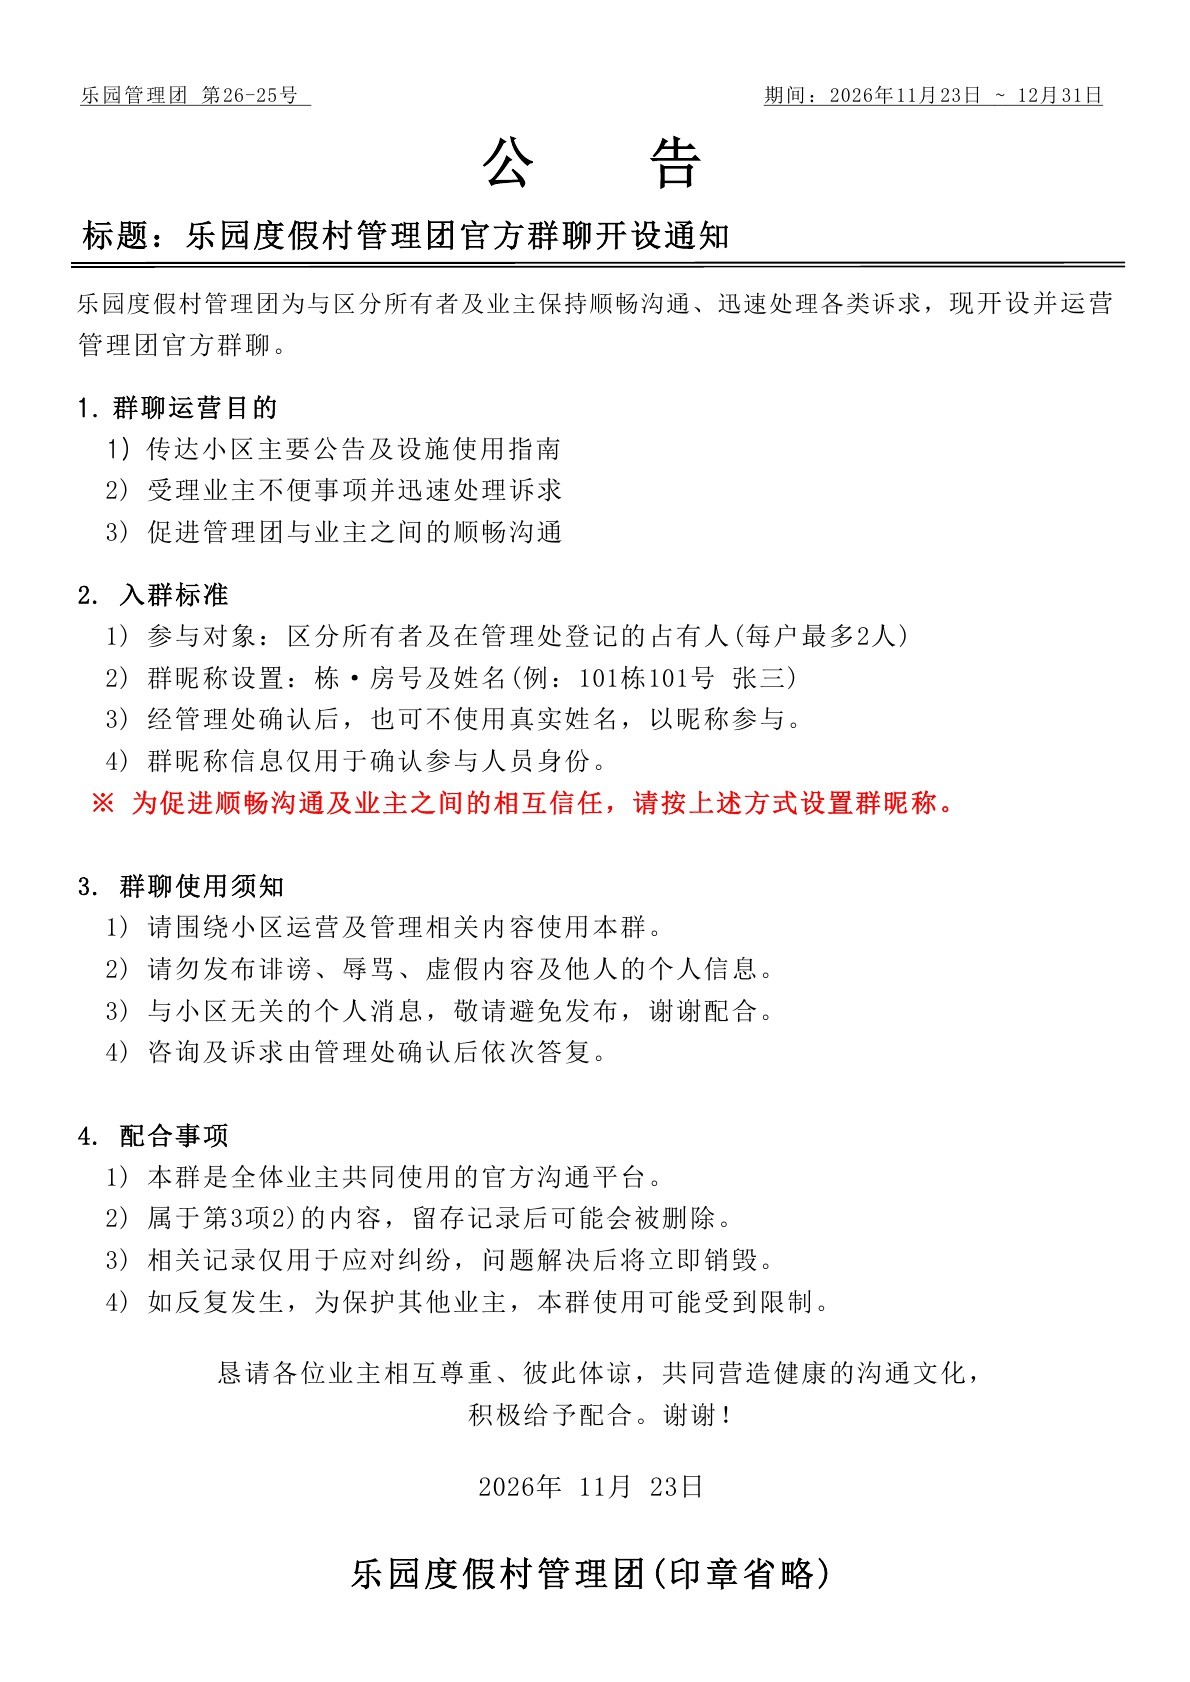 乐园管理团 第26-25号
期间：2026年11月23日 ~ 12月31日
公 告
标题：乐园度假村管理团官方群聊开设通知
乐园度假村管理团为与区分所有者及业主保持顺畅沟通、迅速处理各类诉求，现开设并运营
管理团官方群聊。
1. 群聊运营目的
1) 传达小区主要公告及设施使用指南
2) 受理业主不便事项并迅速处理诉求
3) 促进管理团与业主之间的顺畅沟通
2. 入群标准
1) 参与对象：区分所有者及在管理处登记的占有人(每户最多2人)
2) 群昵称设置：栋·房号及姓名(例：101栋101号 张三)
3) 经管理处确认后，也可不使用真实姓名，以昵称参与。
4) 群昵称信息仅用于确认参与人员身份。
※ 为促进顺畅沟通及业主之间的相互信任，请按上述方式设置群昵称。
3. 群聊使用须知
1) 请围绕小区运营及管理相关内容使用本群。
2) 请勿发布诽谤、辱骂、虚假内容及他人的个人信息。
3) 与小区无关的个人消息，敬请避免发布，谢谢配合。
4) 咨询及诉求由管理处确认后依次答复。
4. 配合事项
1) 本群是全体业主共同使用的官方沟通平台。
2) 属于第3项2)的内容，留存记录后可能会被删除。
3) 相关记录仅用于应对纠纷，问题解决后将立即销毁。
4) 如反复发生，为保护其他业主，本群使用可能受到限制。
恳请各位业主相互尊重、彼此体谅，共同营造健康的沟通文化，
积极给予配合。谢谢！
2026年 11月 23日
乐园度假村管理团(印章省略)